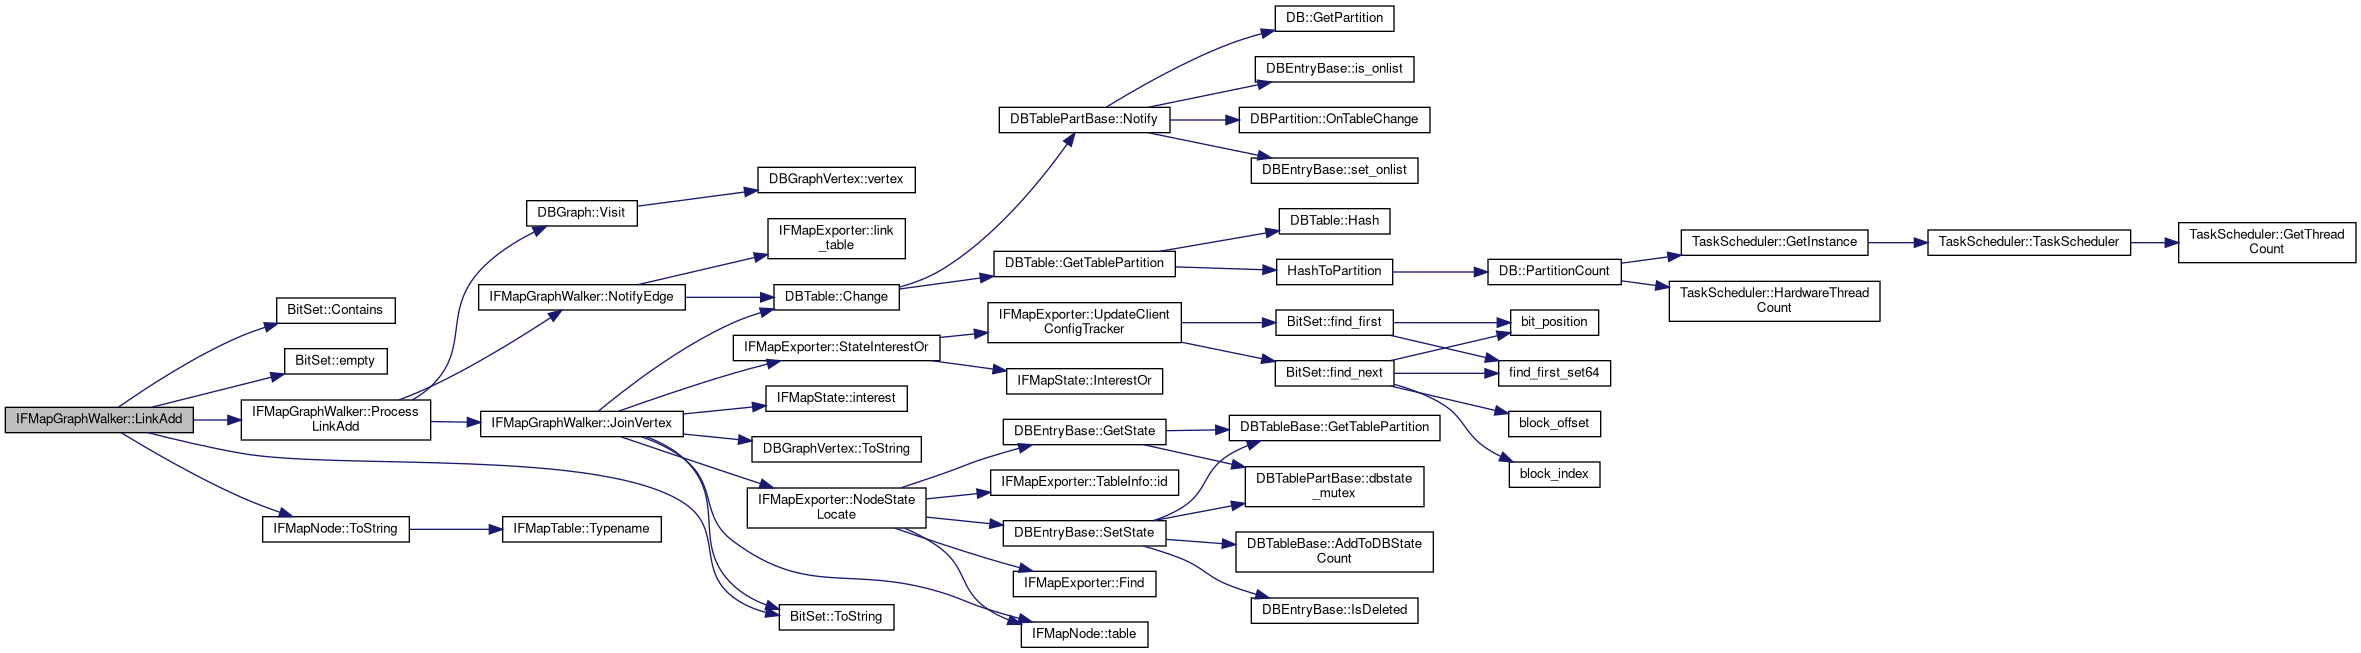 IFMapGraphWalker::LinkAdd
BitSet::Contains
BitSet::empty
IFMapGraphWalker::Process
LinkAdd
IFMapNode::ToString
DBGraph::Visit
IFMapGraphWalker::NotifyEdge
IFMapGraphWalker::JoinVertex
IFMapTable::Typename
DBGraphVertex::vertex
IFMapExporter::link
_table
DBTable::Change
IFMapExporter::StateInterestOr
IFMapState::interest
DBGraphVertex::ToString
IFMapExporter::NodeState
Locate
BitSet::ToString
DBTablePartBase::Notify
DBTable::GetTablePartition
IFMapExporter::UpdateClient
ConfigTracker
IFMapState::InterestOr
DBEntryBase::GetState
IFMapExporter::TableInfo::id
DBEntryBase::SetState
IFMapExporter::Find
IFMapNode::table
DB::GetPartition
DBEntryBase::is_onlist
DBPartition::OnTableChange
DBEntryBase::set_onlist
DBTable::Hash
HashToPartition
BitSet::find_first
BitSet::find_next
DBTableBase::GetTablePartition
DBTablePartBase::dbstate
_mutex
DBTableBase::AddToDBState
Count
DBEntryBase::IsDeleted
DB::PartitionCount
bit_position
find_first_set64
block_offset
block_index
TaskScheduler::GetInstance
TaskScheduler::HardwareThread
Count
TaskScheduler::TaskScheduler
TaskScheduler::GetThread
Count